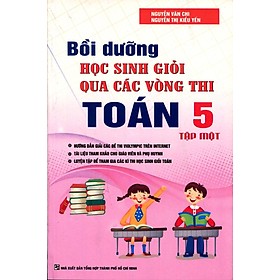 NGUYỄN VĂN CHI
NGUYỄN THỊ KIỀU YẾN
Bồi dưỡng
HỌC SINH GIỎI
QUA CÁC VÒNG THI
TOÁN 5
TẬP MỘT
HƯỚNG DẪN GIẢI CÁC ĐỀ THI VIOLYMPIC TRÊN INTERNET
TÀI LIỆU THAM KHẢO CHO GIÁO VIÊN VÀ PHỤ HUYNH
LUYỆN TẬP ĐỂ THAM GIA CÁC KÌ THI HỌC SINH GIỎI TOÁN
NHÀ XUẤT BẢN TỔNG HỢP THÀNH PHỐ HỒ CHÍ MINH